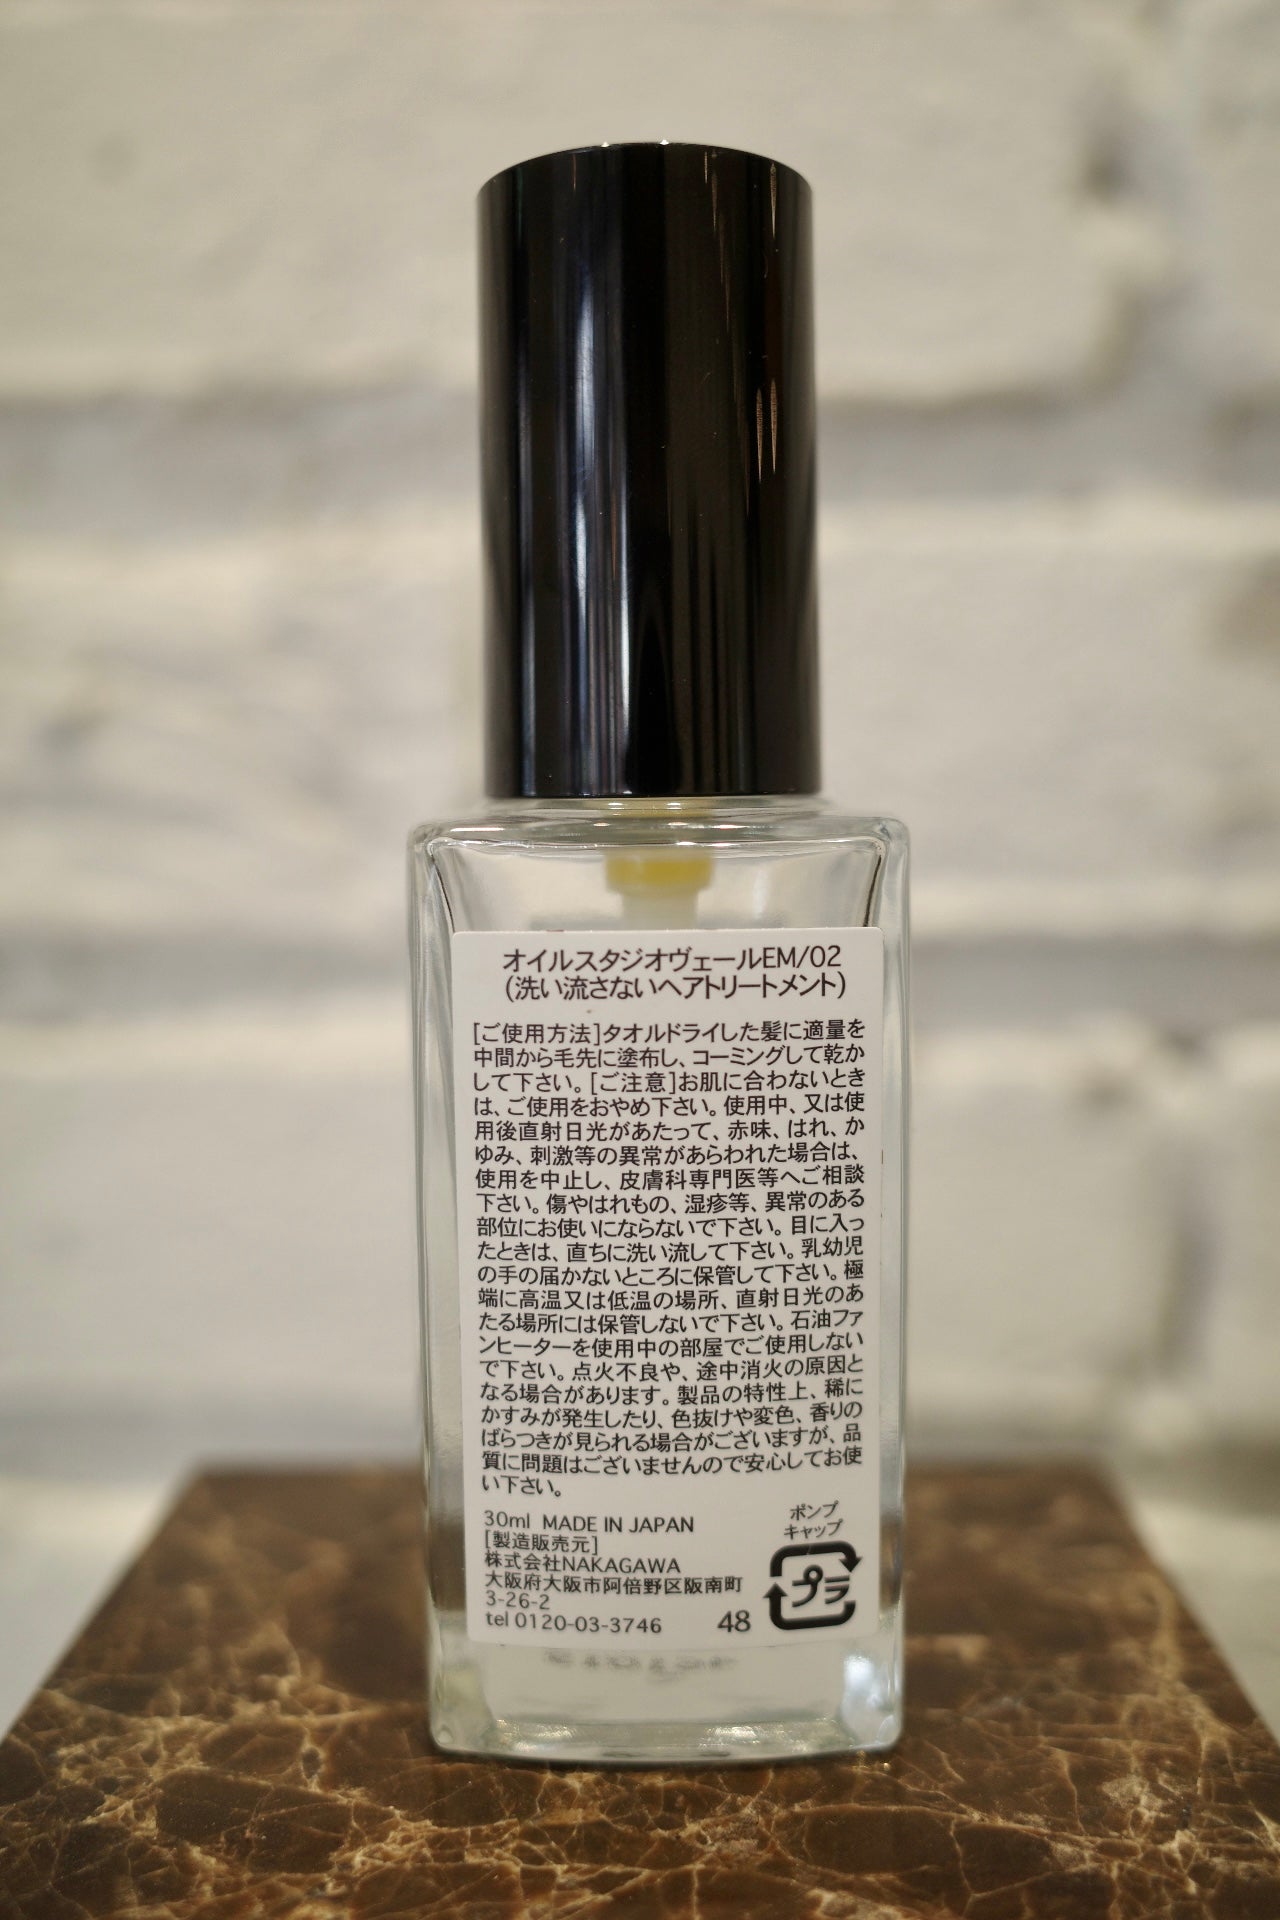 オイルスタジオヴェールEM/02
(洗い流さないヘアトリートメント)
[ご使用方法]タオルドライした髪に適量を
中間から毛先に塗布し、コーミングして乾か
して下さい。[ご注意]お肌に合わないとき
は、ご使用をおやめ下さい。使用中、又は使
用後直射日光があたって、赤味、はれ、か
ゆみ、刺激等の異常があらわれた場合は、
使用を中止し、皮膚科専門医等へご相談
下さい。傷やはれもの、湿疹等、異常のある
部位にお使いにならないで下さい。目に入っ
たときは、直ちに洗い流して下さい。乳幼児
の手の届かないところに保管して下さい。極
端に高温又は低温の場所、直射日光のあ
たる場所には保管しないで下さい。石油ファ
ンヒーターを使用中の部屋でご使用しない
で下さい。点火不良や、途中消火の原因と
なる場合があります。製品の特性上、稀に
かすみが発生したり、色抜けや変色、香りの
ばらつきが見られる場合がございますが、品
質に問題はございませんので安心してお使
い下さい。
30ml MADE IN JAPAN
[製造販売元]
株式会社NAKAGAWA
大阪府大阪市阿倍野区阪南町
3-26-2
tel 0120-03-3746 48
ポンプ
キャップ
プラ